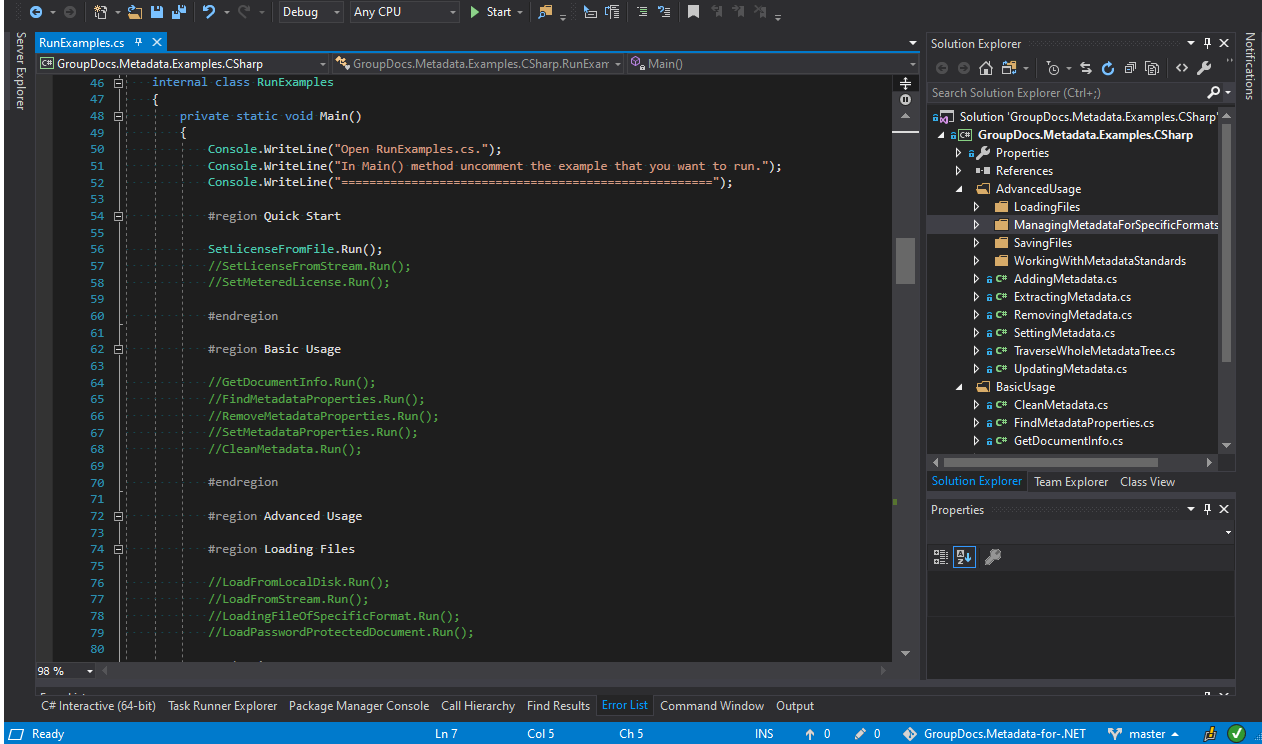 Debug
Any CPU
Start
Server Explorer
RunExamples.cs
C# GroupDocs.Metadata.Examples.CSharp
GroupDocs.Metadata.Examples.CSharp.RunExam
Main()
46 internal class RunExamples
47 {
48 private static void Main()
49 {
50 Console.WriteLine("Open RunExamples.cs.");
51 Console.WriteLine("In Main() method uncomment the example that you want to run.");
52 Console.WriteLine("=====================================================");
53
54 #region Quick Start
55
56 SetLicenseFromFile.Run();
57 //SetLicenseFromStream.Run();
58 //SetMeteredLicense.Run();
59
60 #endregion
61
62 #region Basic Usage
63
64 //GetDocumentInfo.Run();
65 //FindMetadataProperties.Run();
66 //RemoveMetadataProperties.Run();
67 //SetMetadataProperties.Run();
68 //CleanMetadata.Run();
69
70 #endregion
71
72 #region Advanced Usage
73
74 #region Loading Files
75
76 //LoadFromLocalDisk.Run();
77 //LoadFromStream.Run();
78 //LoadingFileOfSpecificFormat.Run();
79 //LoadPasswordProtectedDocument.Run();
80
98 %
Solution Explorer
Search Solution Explorer (Ctrl+;)
Solution 'GroupDocs.Metadata.Examples.CSharp'
C# GroupDocs.Metadata.Examples.CSharp
Properties
References
AdvancedUsage
LoadingFiles
ManagingMetadataForSpecificFormats
SavingFiles
WorkingWithMetadataStandards
C# AddingMetadata.cs
C# ExtractingMetadata.cs
C# RemovingMetadata.cs
C# SettingMetadata.cs
C# TraverseWholeMetadataTree.cs
C# UpdatingMetadata.cs
BasicUsage
C# CleanMetadata.cs
C# FindMetadataProperties.cs
C# GetDocumentInfo.cs
Solution Explorer Team Explorer Class View
Properties
Notifications
C# Interactive (64-bit) Task Runner Explorer Package Manager Console Call Hierarchy Find Results Error List Command Window Output
Ready Ln 7 Col 5 Ch 5 INS 0 0 GroupDocs.Metadata-for-.NET master